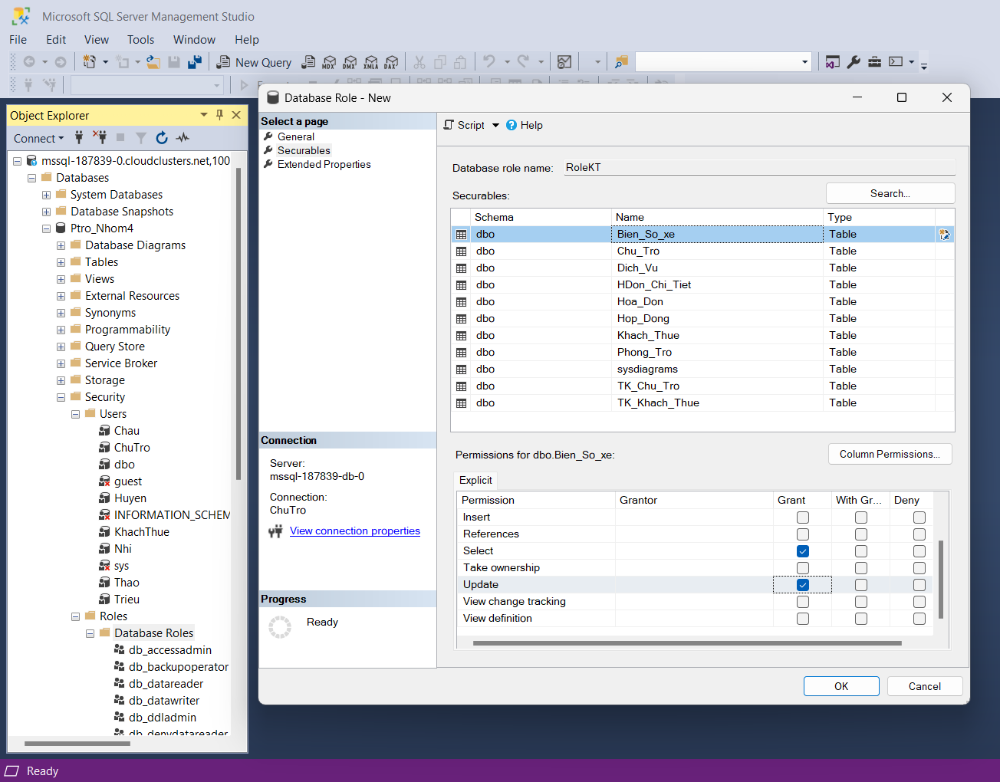 Microsoft SQL Server Management Studio
File Edit View Tools Window Help
New Query MDX DMX XMLA DAX
Object Explorer
Connect
mssql-187839-0.cloudclusters.net,100
Databases
System Databases
Database Snapshots
Ptro_Nhom4
Database Diagrams
Tables
Views
External Resources
Synonyms
Programmability
Query Store
Service Broker
Storage
Security
Users
Chau
ChuTro
dbo
guest
Huyen
INFORMATION_SCHEM
KhachThue
Nhi
sys
Thao
Trieu
Roles
Database Roles
db_accessadmin
db_backupoperator
db_datareader
db_datawriter
db_ddladmin
db_denydatareader
Database Role - New
Select a page
General
Securables
Extended Properties
Connection
Server:
mssql-187839-db-0
Connection:
ChuTro
View connection properties
Progress
Ready
Script Help
Database role name: RoleKT
Securables: Search...
Schema Name Type
dbo Bien_So_xe Table
dbo Chu_Tro Table
dbo Dich_Vu Table
dbo HDon_Chi_Tiet Table
dbo Hoa_Don Table
dbo Hop_Dong Table
dbo Khach_Thue Table
dbo Phong_Tro Table
dbo sysdiagrams Table
dbo TK_Chu_Tro Table
dbo TK_Khach_Thue Table
Permissions for dbo.Bien_So_xe: Column Permissions...
Explicit
Permission Grantor Grant With Gr... Deny
Insert
References
Select
Take ownership
Update
View change tracking
View definition
OK Cancel
Ready